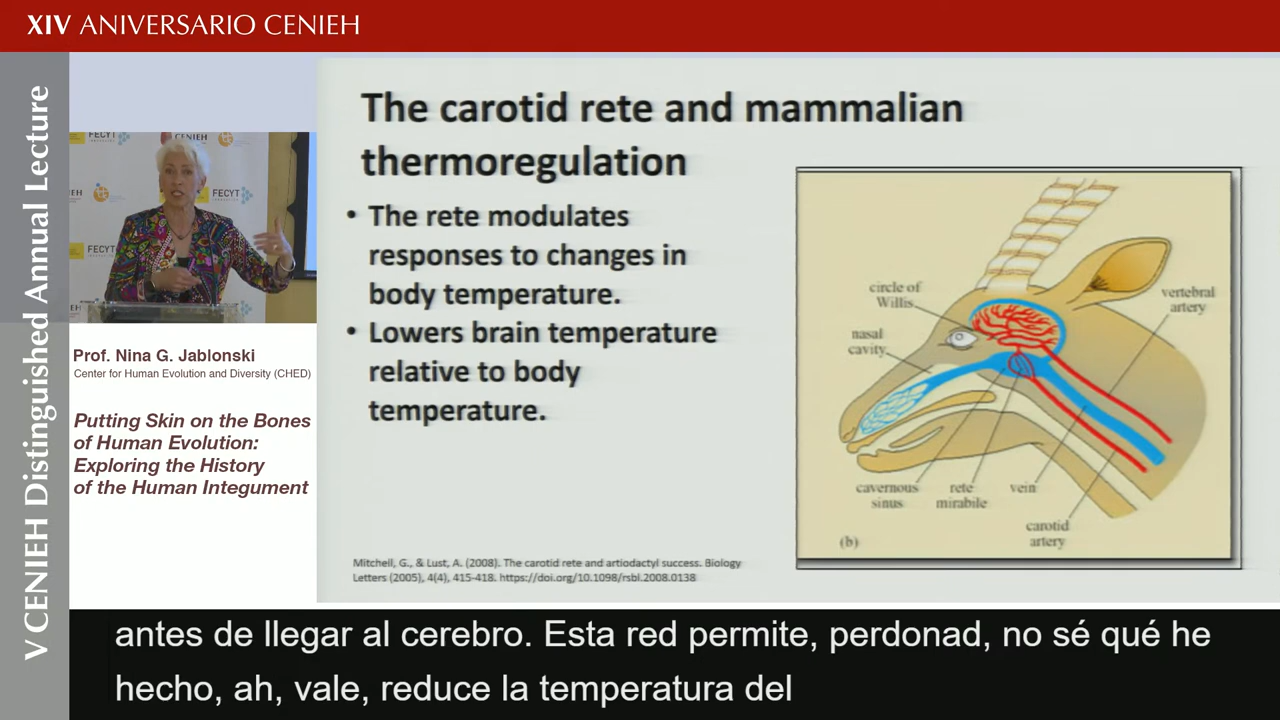 XIV ANIVERSARIO CENIEH
V CENIEH Distinguished Annual Lecture
FECYT
CENIEH
FECYT
FECYT
Prof. Nina G. Jablonski
Center for Human Evolution and Diversity (CHED)
Putting Skin on the Bones
of Human Evolution:
Exploring the History
of the Human Integument
The carotid rete and mammalian
thermoregulation
• The rete modulates
responses to changes in
body temperature.
• Lowers brain temperature
relative to body
temperature.
circle of
Willis
nasal
cavity
vertebral
artery
cavernous
sinus
rete
mirabile
vein
carotid
artery
(b)
Mitchell, G., & Lust, A. (2008). The carotid rete and artiodactyl success. Biology
Letters (2005), 4(4), 415-418. https://doi.org/10.1098/rsbl.2008.0138
antes de llegar al cerebro. Esta red permite, perdonad, no sé qué he
hecho, ah, vale, reduce la temperatura del